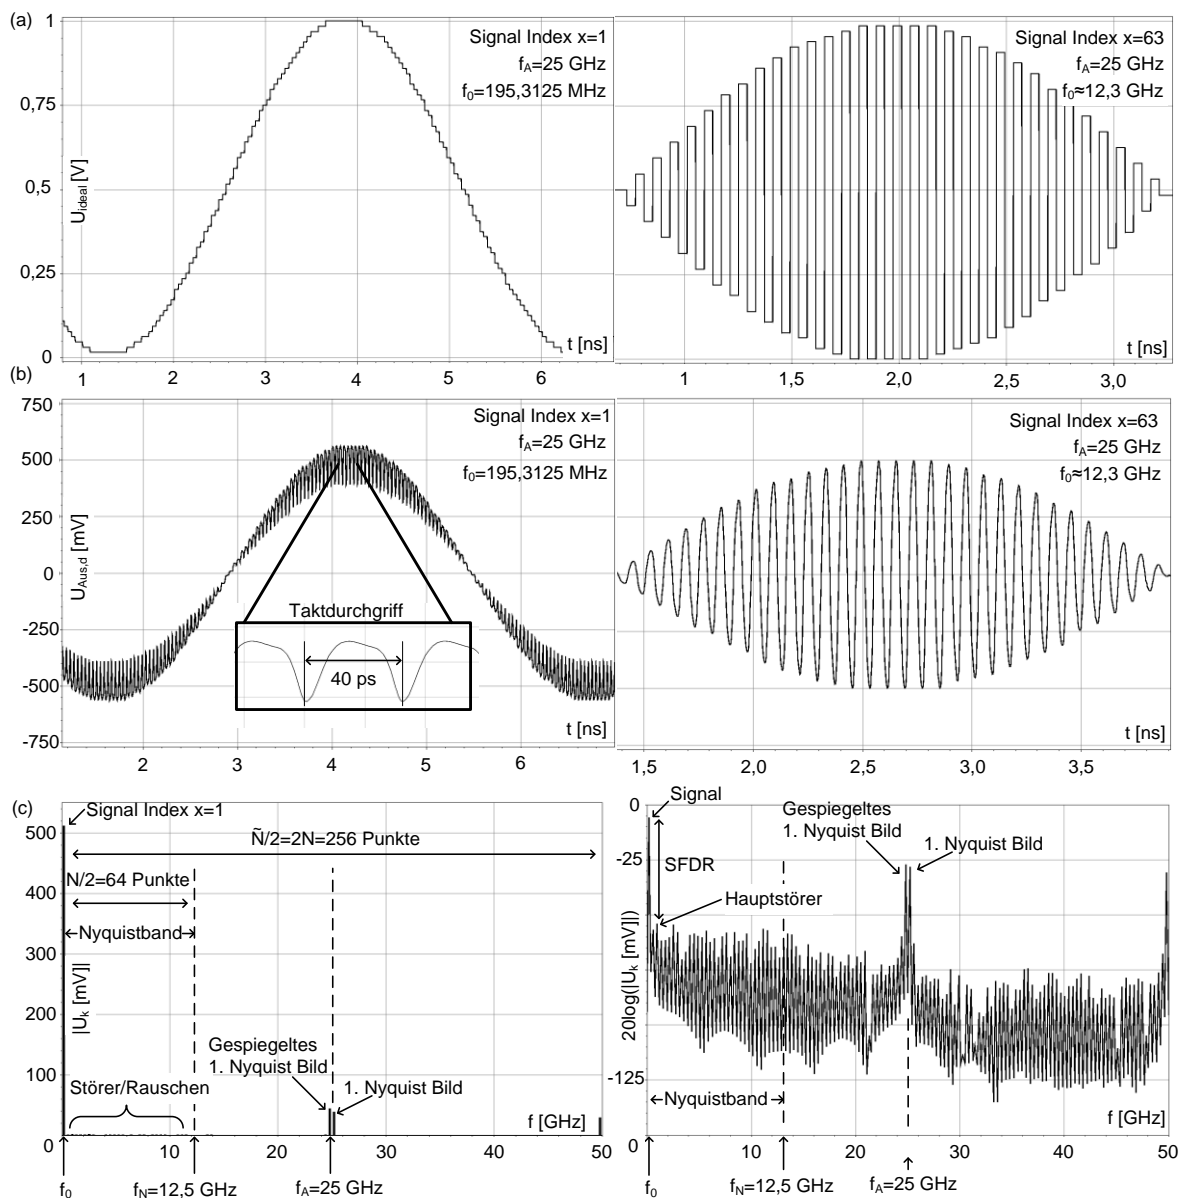 (a)
1
0,75
0,5
0,25
0
U_ideal [V]
Signal Index x=1
f_A=25 GHz
f_0=195,3125 MHz
t [ns]
1 2 3 4 5 6
Signal Index x=63
f_A=25 GHz
f_0≈12,3 GHz
t [ns]
1 1,5 2,0 2,5 3,0
(b)
750
500
250
0
-250
-500
-750
U_Aus,d [mV]
Signal Index x=1
f_A=25 GHz
f_0=195,3125 MHz
Taktdurchgriff
40 ps
t [ns]
2 3 4 5 6
Signal Index x=63
f_A=25 GHz
f_0≈12,3 GHz
t [ns]
1,5 2,0 2,5 3,0 3,5
(c)
500
400
300
200
100
0
|U_k [mV]|
Signal Index x=1
Ñ/2=2N=256 Punkte
N/2=64 Punkte
Nyquistband
Gespiegeltes
1. Nyquist Bild
1. Nyquist Bild
Störer/Rauschen
f [GHz]
10 20 30 40 50
f_0
f_N=12,5 GHz
f_A=25 GHz
0
-25
-125
20log(|U_k [mV]|)
Signal
Gespiegeltes
1. Nyquist Bild
1. Nyquist Bild
SFDR
Hauptstörer
Nyquistband
f [GHz]
0 10 20 30 40 50
f_0
f_N=12,5 GHz
f_A=25 GHz